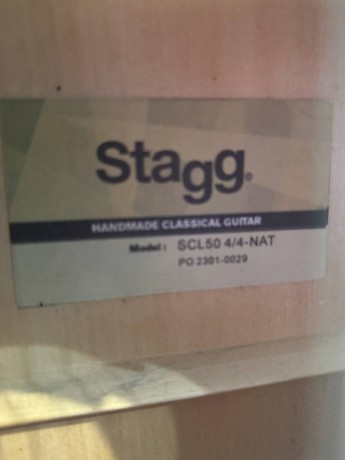 Stagg®
HANDMADE CLASSICAL GUITAR
Model : SCL50 4/4-NAT
PO 2301-0029